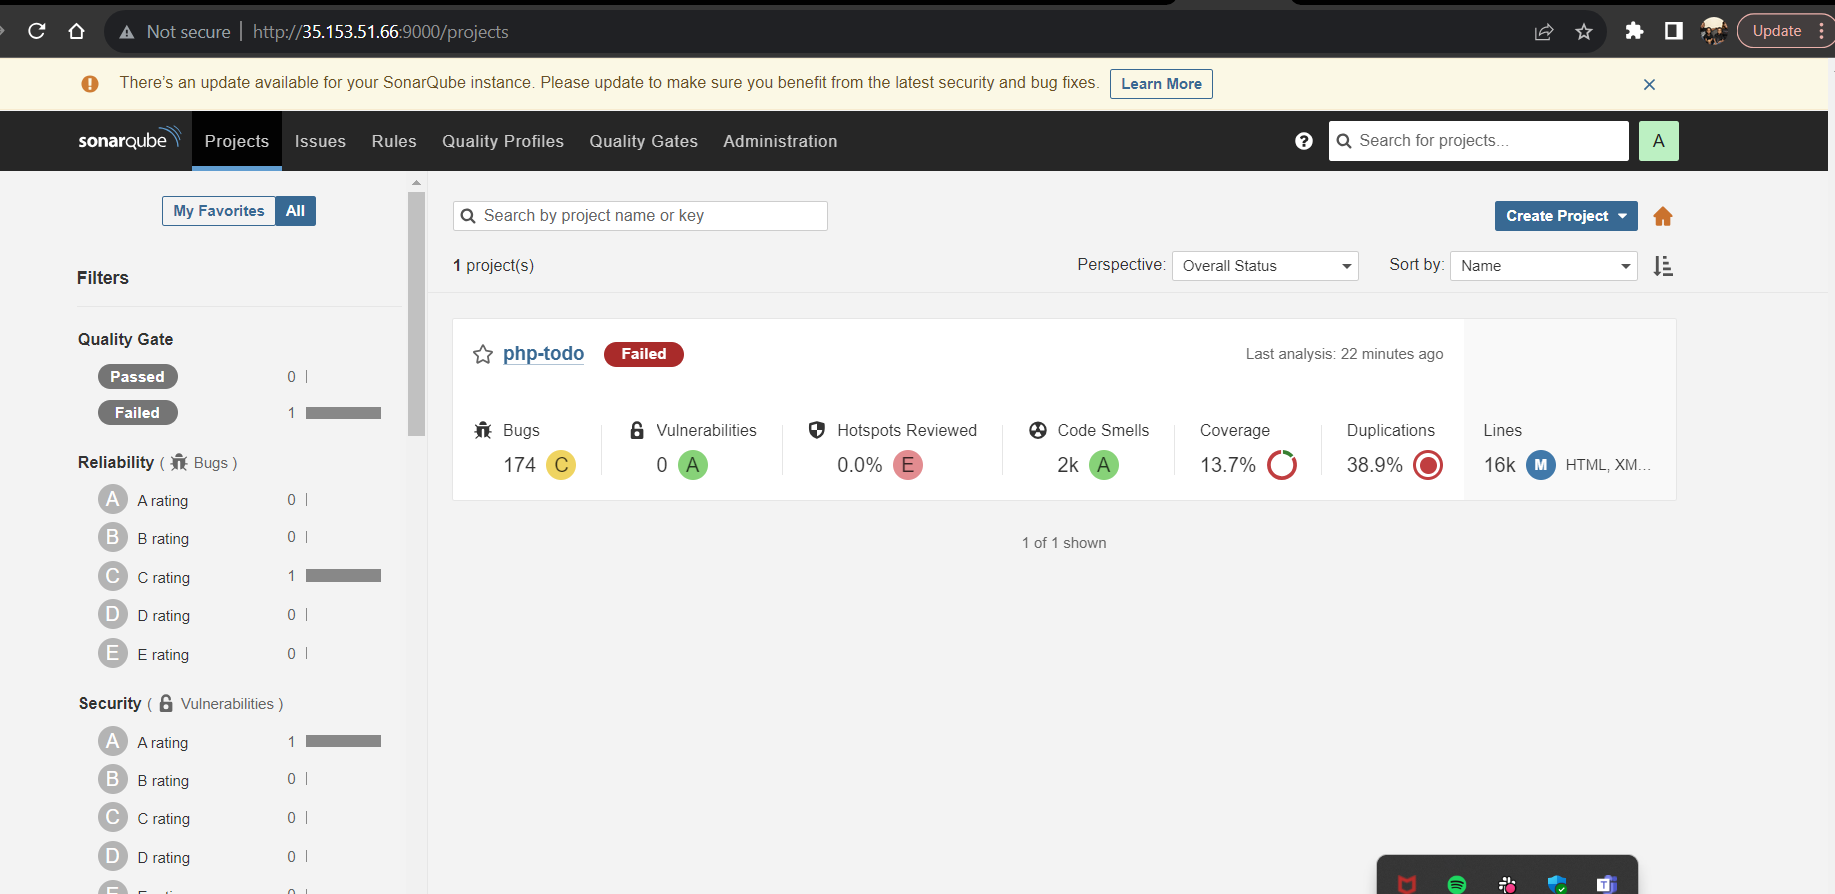 Not secure http://35.153.51.66:9000/projects Update
There's an update available for your SonarQube instance. Please update to make sure you benefit from the latest security and bug fixes. Learn More
sonarqube Projects Issues Rules Quality Profiles Quality Gates Administration Search for projects... A
My Favorites All
Search by project name or key
Create Project
1 project(s)
Perspective: Overall Status Sort by: Name
Filters
Quality Gate
Passed 0
Failed 1
Reliability ( Bugs )
A A rating 0
B B rating 0
C C rating 1
D D rating 0
E E rating 0
Security ( Vulnerabilities )
A A rating 1
B B rating 0
C C rating 0
D D rating 0
php-todo Failed Last analysis: 22 minutes ago
Bugs Vulnerabilities Hotspots Reviewed Code Smells Coverage Duplications Lines
174 C 0 A 0.0% E 2k A 13.7% 38.9% 16k M HTML, XM...
1 of 1 shown